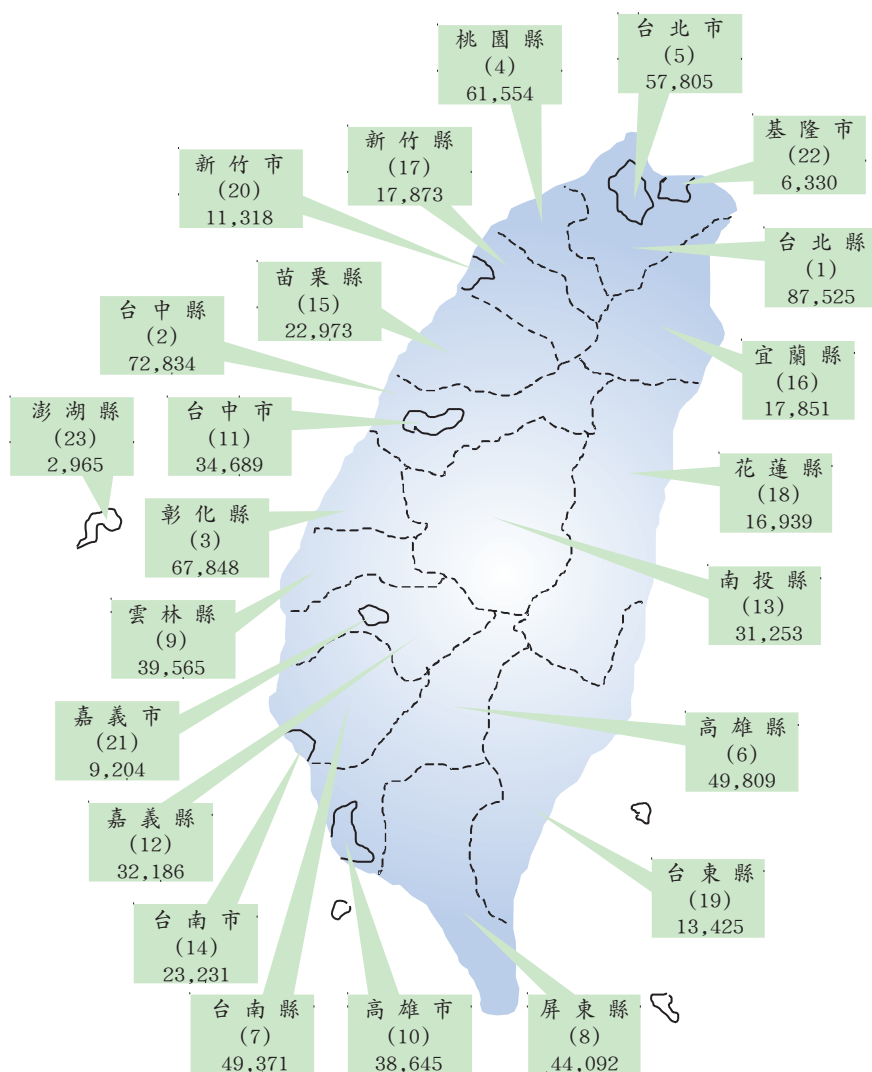 桃園縣
(4)
61,554
台北市
(5)
57,805
基隆市
(22)
6,330
新竹縣
(17)
17,873
新竹市
(20)
11,318
台北縣
(1)
87,525
苗栗縣
(15)
22,973
台中縣
(2)
72,834
宜蘭縣
(16)
17,851
澎湖縣
(23)
2,965
台中市
(11)
34,689
花蓮縣
(18)
16,939
彰化縣
(3)
67,848
南投縣
(13)
31,253
雲林縣
(9)
39,565
嘉義市
(21)
9,204
高雄縣
(6)
49,809
嘉義縣
(12)
32,186
台東縣
(19)
13,425
台南市
(14)
23,231
台南縣
(7)
49,371
高雄市
(10)
38,645
屏東縣
(8)
44,092